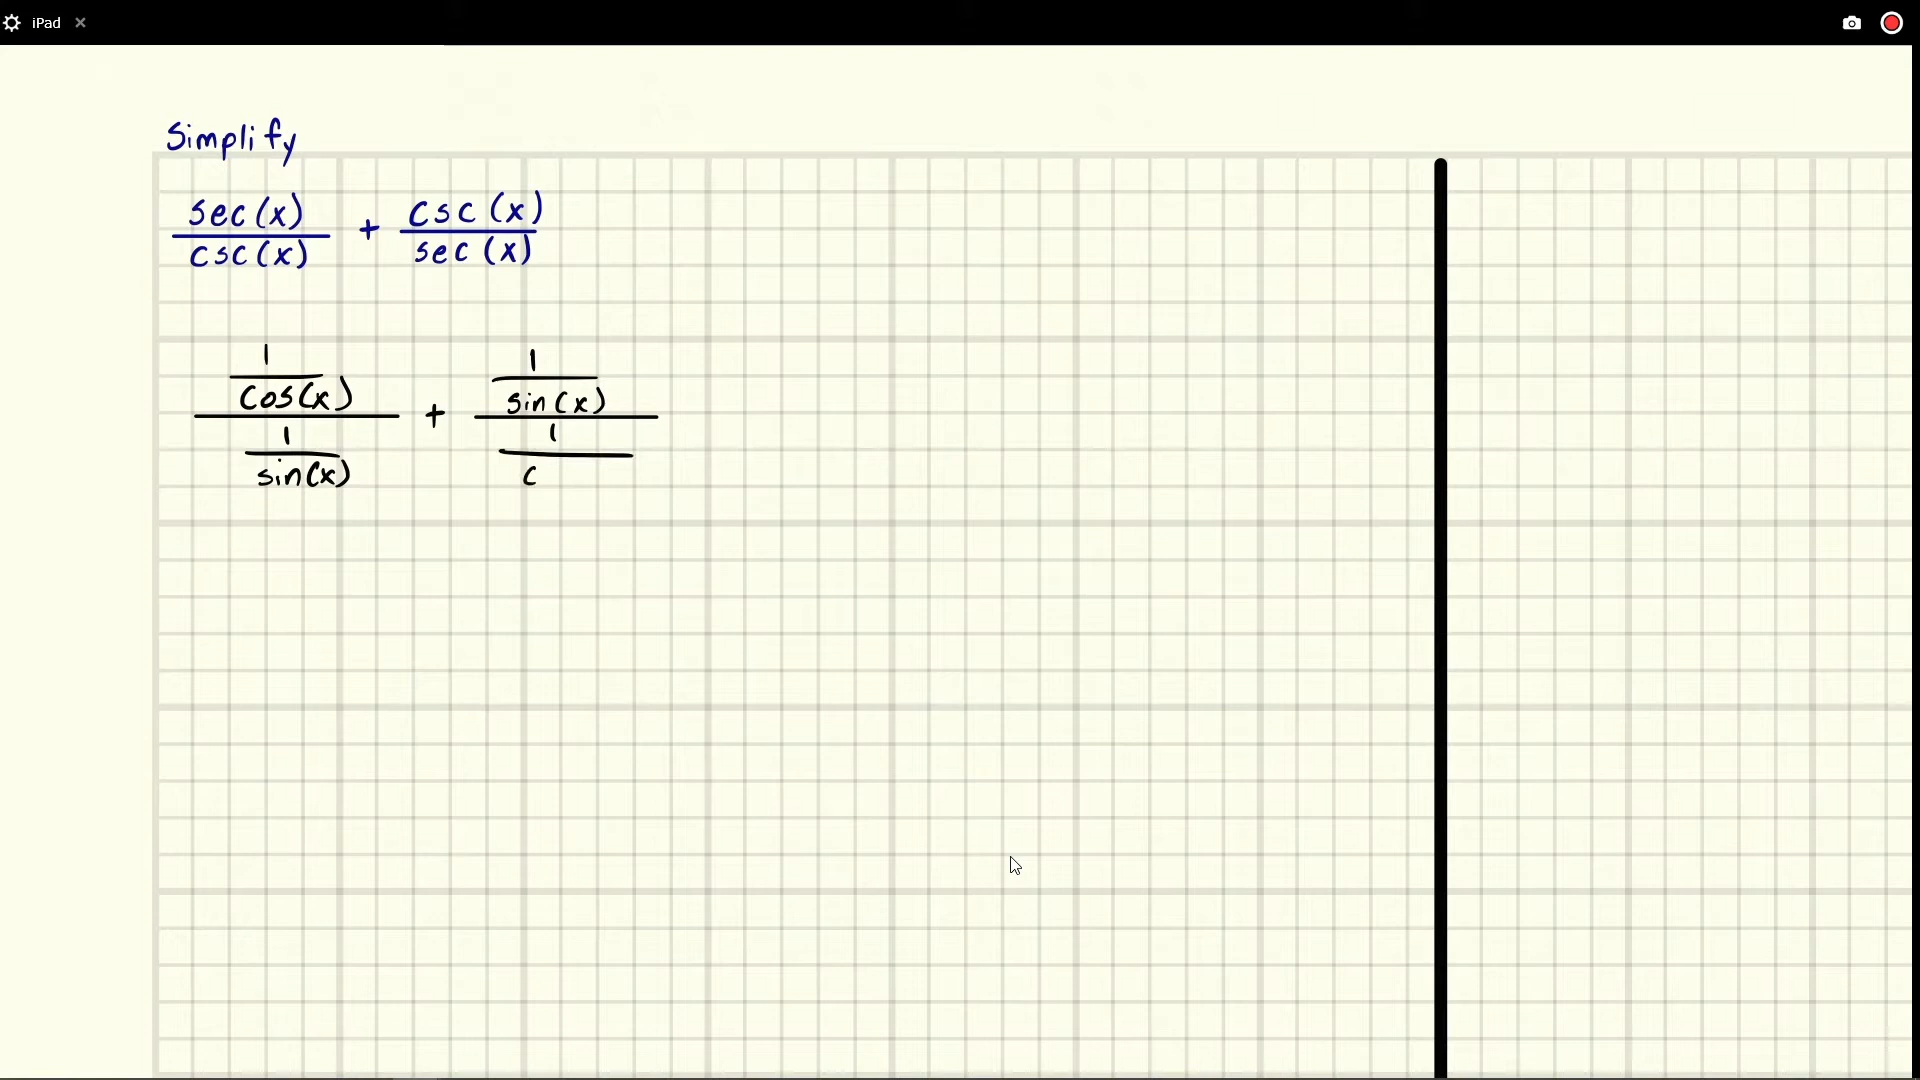 iPad
Simplify
sec(x) + csc(x)
csc(x) sec(x)
1 1
cos(x) + sin(x)
1 1
sin(x) c